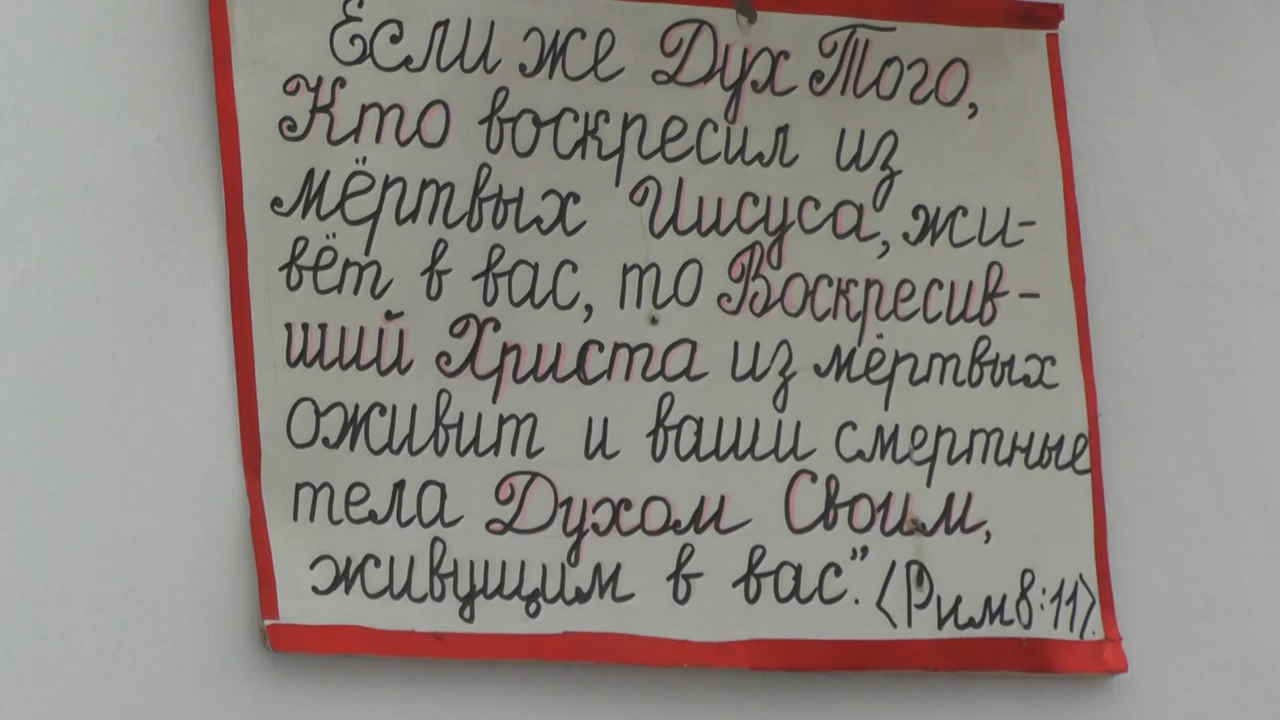 Если же Дух Того,
Кто воскресил из
мёртвых Иисуса, жи-
вёт в вас, то Воскресив-
ший Христа из мёртвых
оживит и ваши смертные
тела Духом Своим,
живущим в вас". (Рим 8:11).